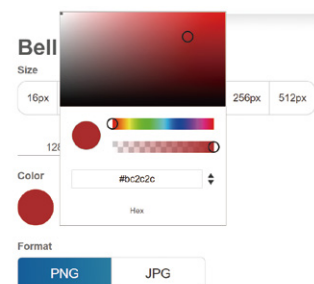 Bell
Size
16px 256px 512px
128
#bc2c2c
Color
Hex
Format
PNG JPG